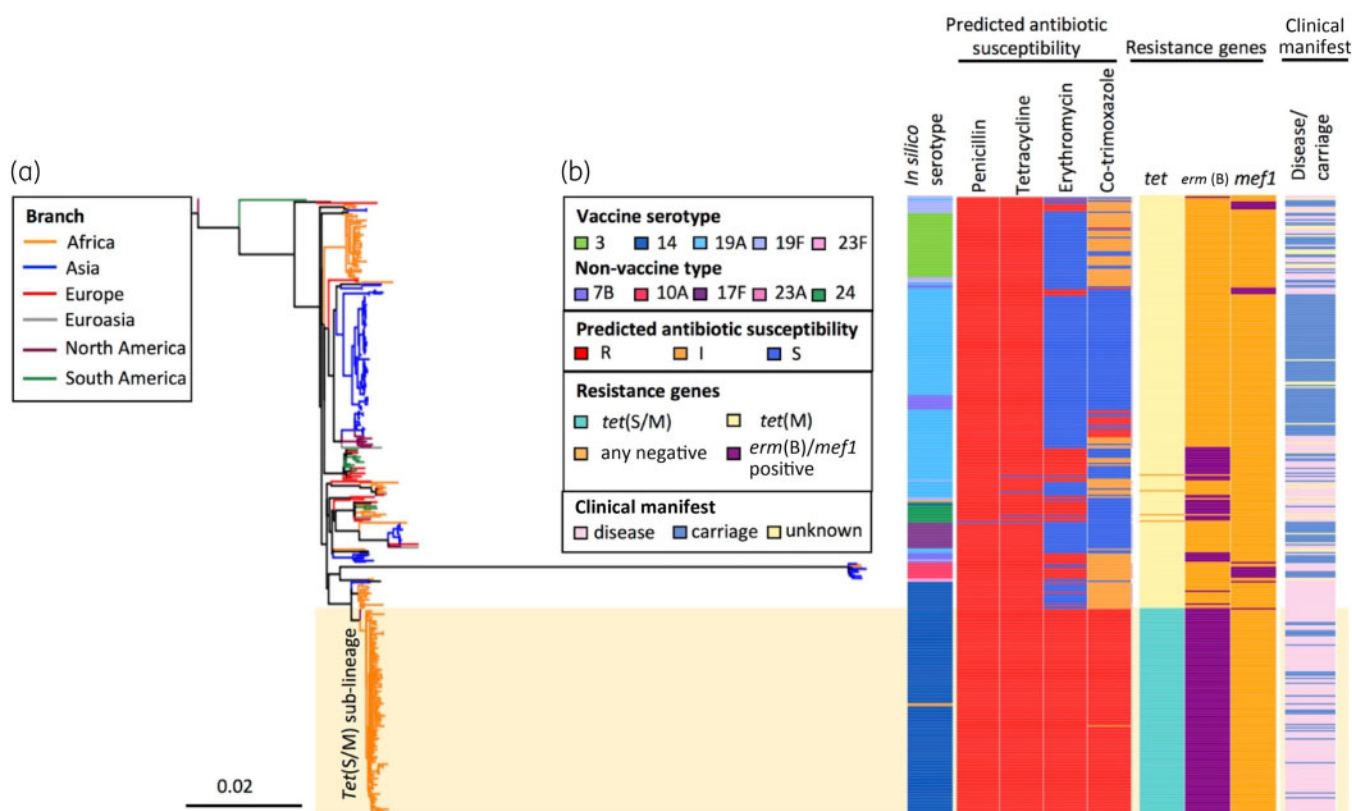 Predicted antibiotic
susceptibility
Resistance genes
Clinical
manifest
In silico
serotype
Penicillin
Tetracycline
Erythromycin
Co-trimoxazole
tet
erm (B)
mef1
Disease/
carriage
(a)
Branch
Africa
Asia
Europe
Euroasia
North America
South America
(b)
Vaccine serotype
3 14 19A 19F 23F
Non-vaccine type
7B 10A 17F 23A 24
Predicted antibiotic susceptibility
R I S
Resistance genes
tet(S/M) tet(M)
any negative erm(B)/mef1
positive
Clinical manifest
disease carriage unknown
Tet(S/M) sub-lineage
0.02